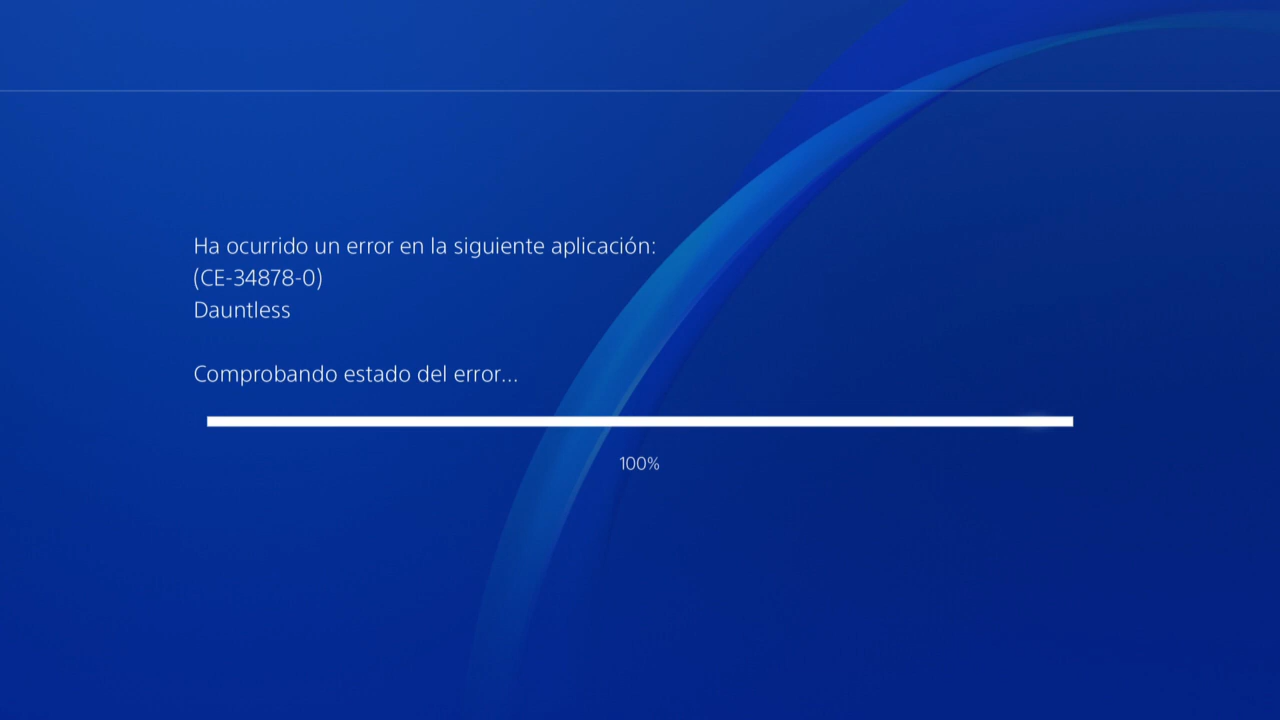 Ha ocurrido un error en la siguiente aplicación:
(CE-34878-0)
Dauntless
Comprobando estado del error...
100%